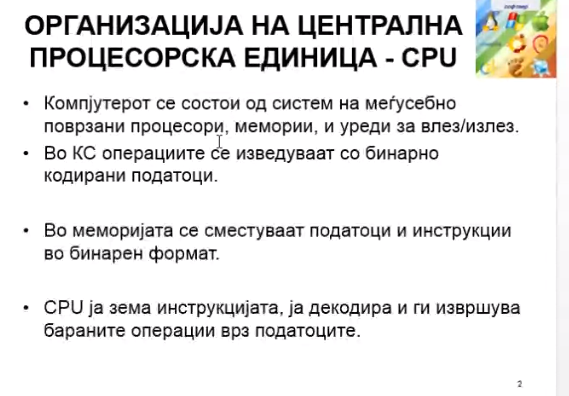 ОРГАНИЗАЦИЈА НА ЦЕНТРАЛНА
ПРОЦЕСОРСКА ЕДИНИЦА - CPU
• Компјутерот се состои од систем на меѓусебно
поврзани процесори, мемории, и уреди за влез/излез.
• Во КС операциите се изведуваат со бинарно
кодирани податоци.
• Во меморијата се сместуваат податоци и инструкции
во бинарен формат.
• CPU ја зема инструкцијата, ја декодира и ги извршува
бараните операции врз податоците.
2